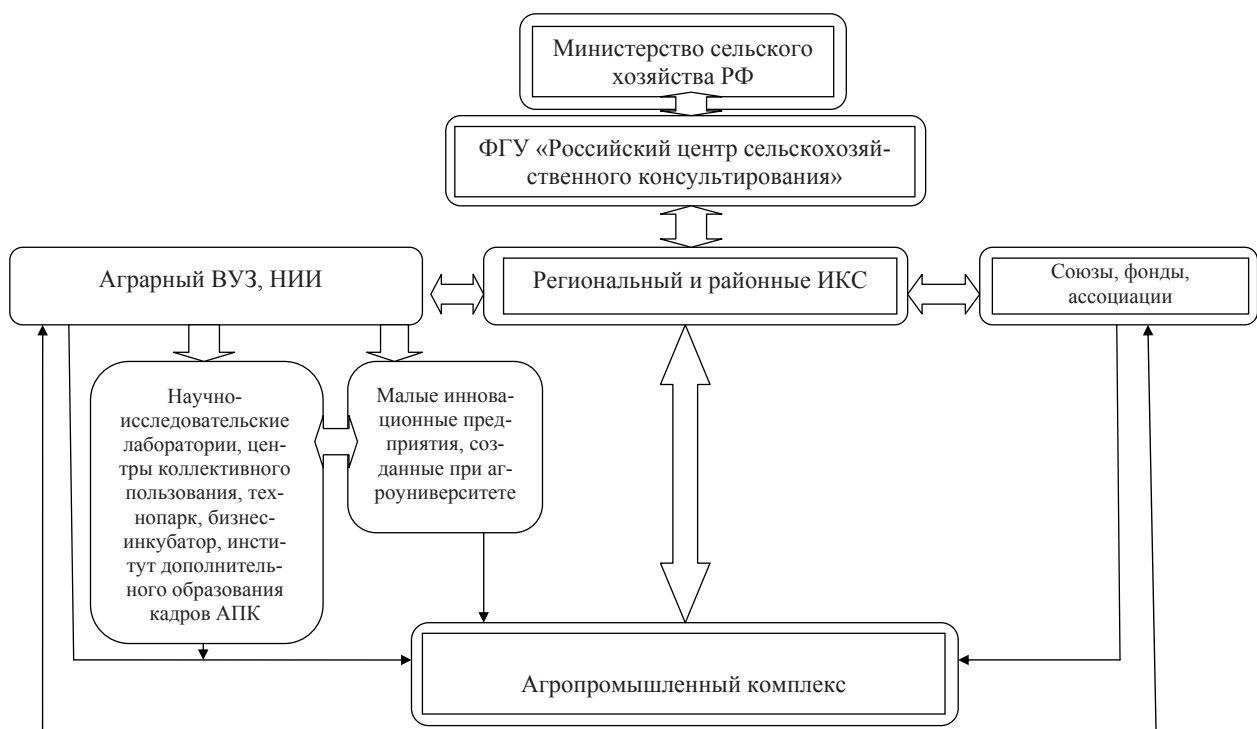 Министерство сельского
хозяйства РФ
ФГУ «Российский центр сельскохозяй-
ственного консультирования»
Аграрный ВУЗ, НИИ
Региональный и районные ИКС
Союзы, фонды,
ассоциации
Научно-
исследовательские
лаборатории, цен-
тры коллективного
пользования, тех-
нопарк, бизнес-
инкубатор, инсти-
тут дополнитель-
ного образования
кадров АПК
Малые иннова-
ционные пред-
приятия, соз-
данные при аг-
роуниверситете
Агропромышленный комплекс